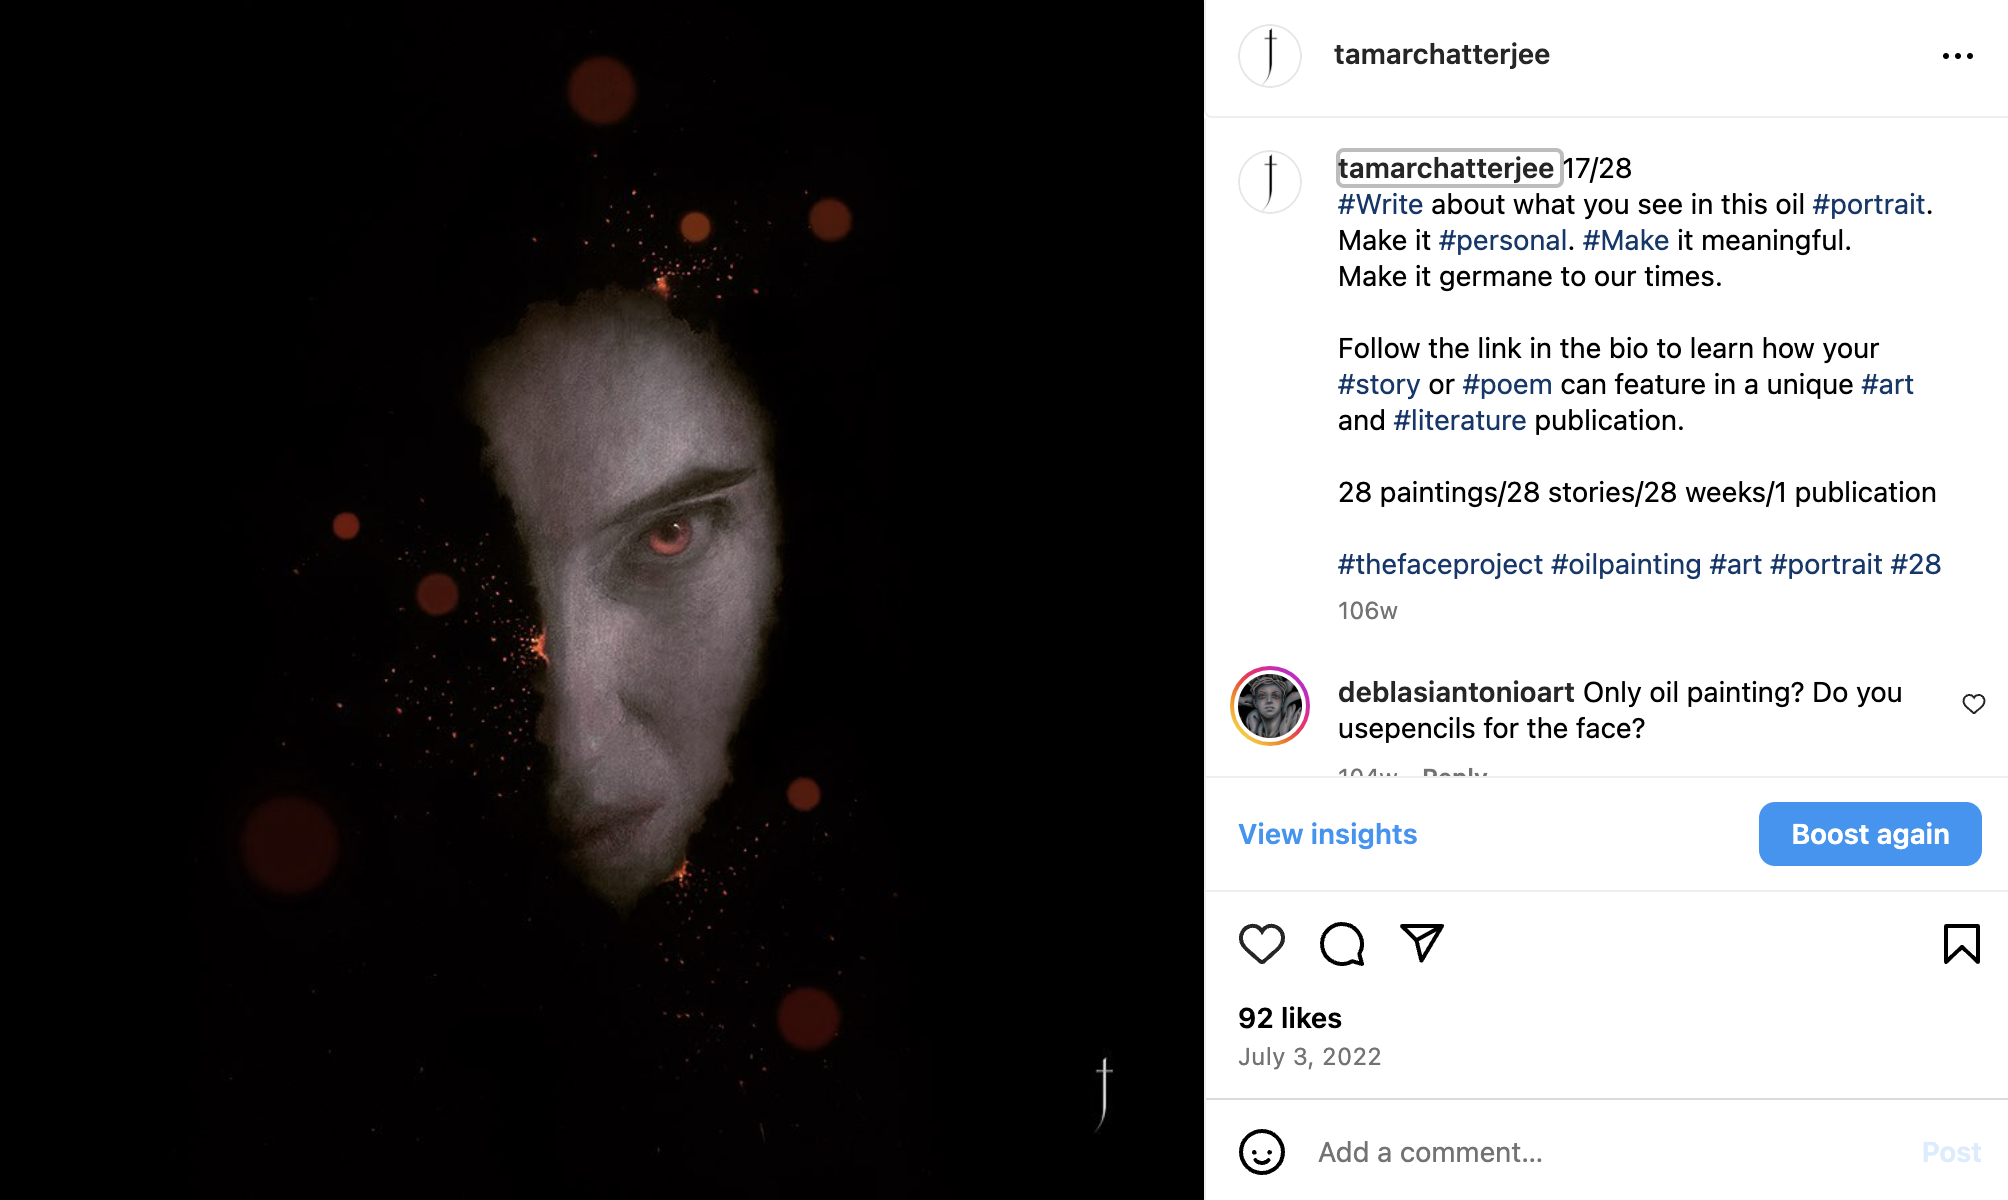 tamarchatterjee
tamarchatterjee 17/28
#Write about what you see in this oil #portrait.
Make it #personal. #Make it meaningful.
Make it germane to our times.
Follow the link in the bio to learn how your
#story or #poem can feature in a unique #art
and #literature publication.
28 paintings/28 stories/28 weeks/1 publication
#thefaceproject #oilpainting #art #portrait #28
106w
deblasiantonioart Only oil painting? Do you
usepencils for the face?
104w Reply
View insights
Boost again
92 likes
July 3, 2022
Add a comment...
Post